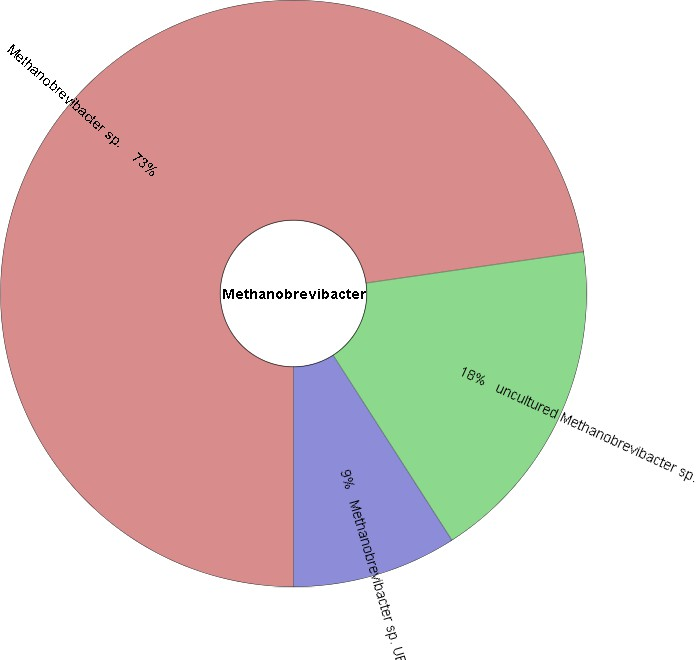 Methanobrevibacter sp. 73%
Methanobrevibacter
18% uncultured Methanobrevibacter sp.
9% Methanobrevibacter sp.